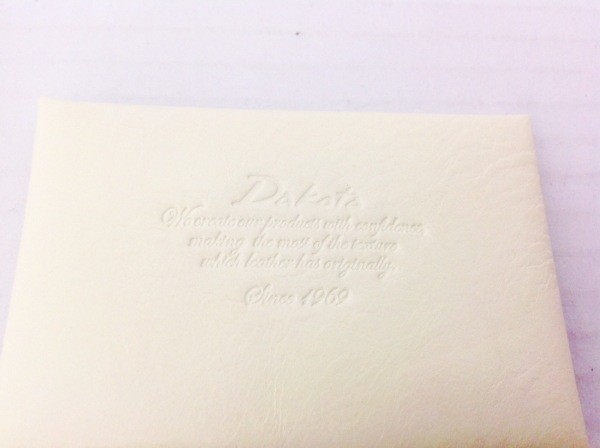 Dakota
We create our products with confidence,
making the most of the texture
which leather has originally.
Since 1969